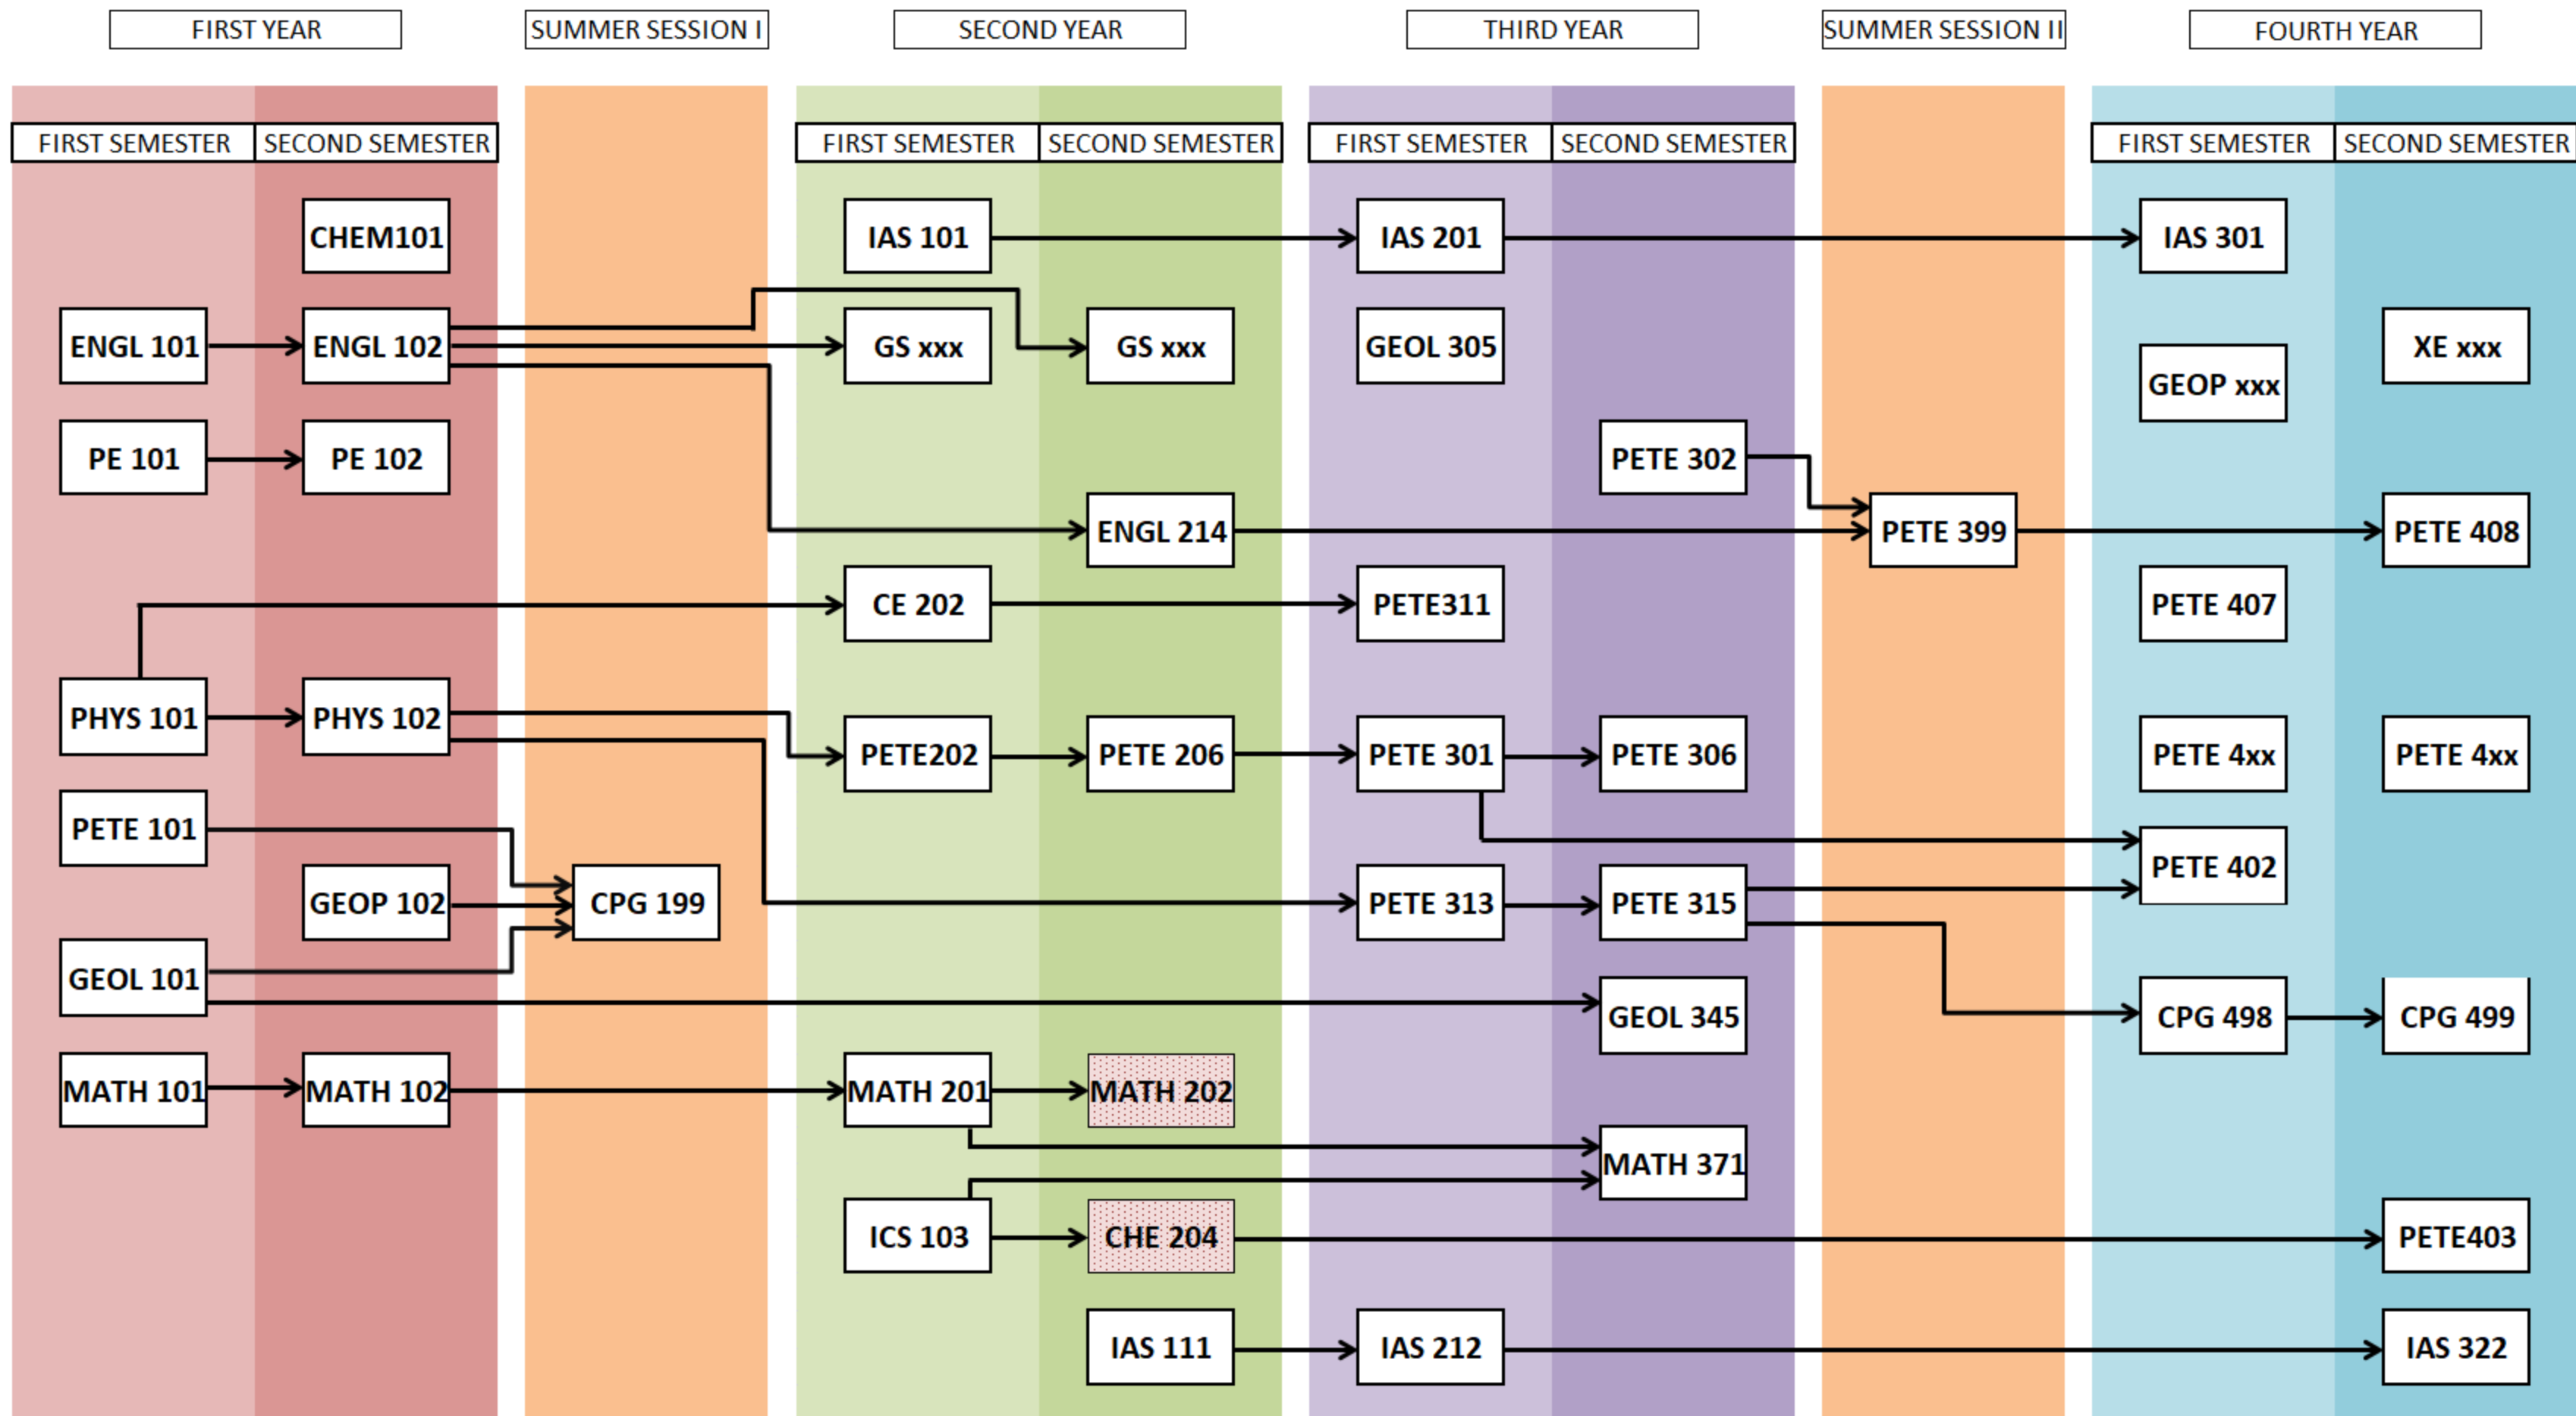 FIRST YEAR
SUMMER SESSION I
SECOND YEAR
THIRD YEAR
SUMMER SESSION II
FOURTH YEAR
FIRST SEMESTER
SECOND SEMESTER
FIRST SEMESTER
SECOND SEMESTER
FIRST SEMESTER
SECOND SEMESTER
FIRST SEMESTER
SECOND SEMESTER
CHEM101
IAS 101
IAS 201
IAS 301
ENGL 101
ENGL 102
GS xxx
GS xxx
GEOL 305
GEOP xxx
XE xxx
PE 101
PE 102
PETE 302
ENGL 214
PETE 399
PETE 408
CE 202
PETE311
PETE 407
PHYS 101
PHYS 102
PETE202
PETE 206
PETE 301
PETE 306
PETE 4xx
PETE 4xx
PETE 101
PETE 402
GEOP 102
CPG 199
PETE 313
PETE 315
GEOL 101
GEOL 345
CPG 498
CPG 499
MATH 101
MATH 102
MATH 201
MATH 202
MATH 371
ICS 103
CHE 204
PETE403
IAS 111
IAS 212
IAS 322